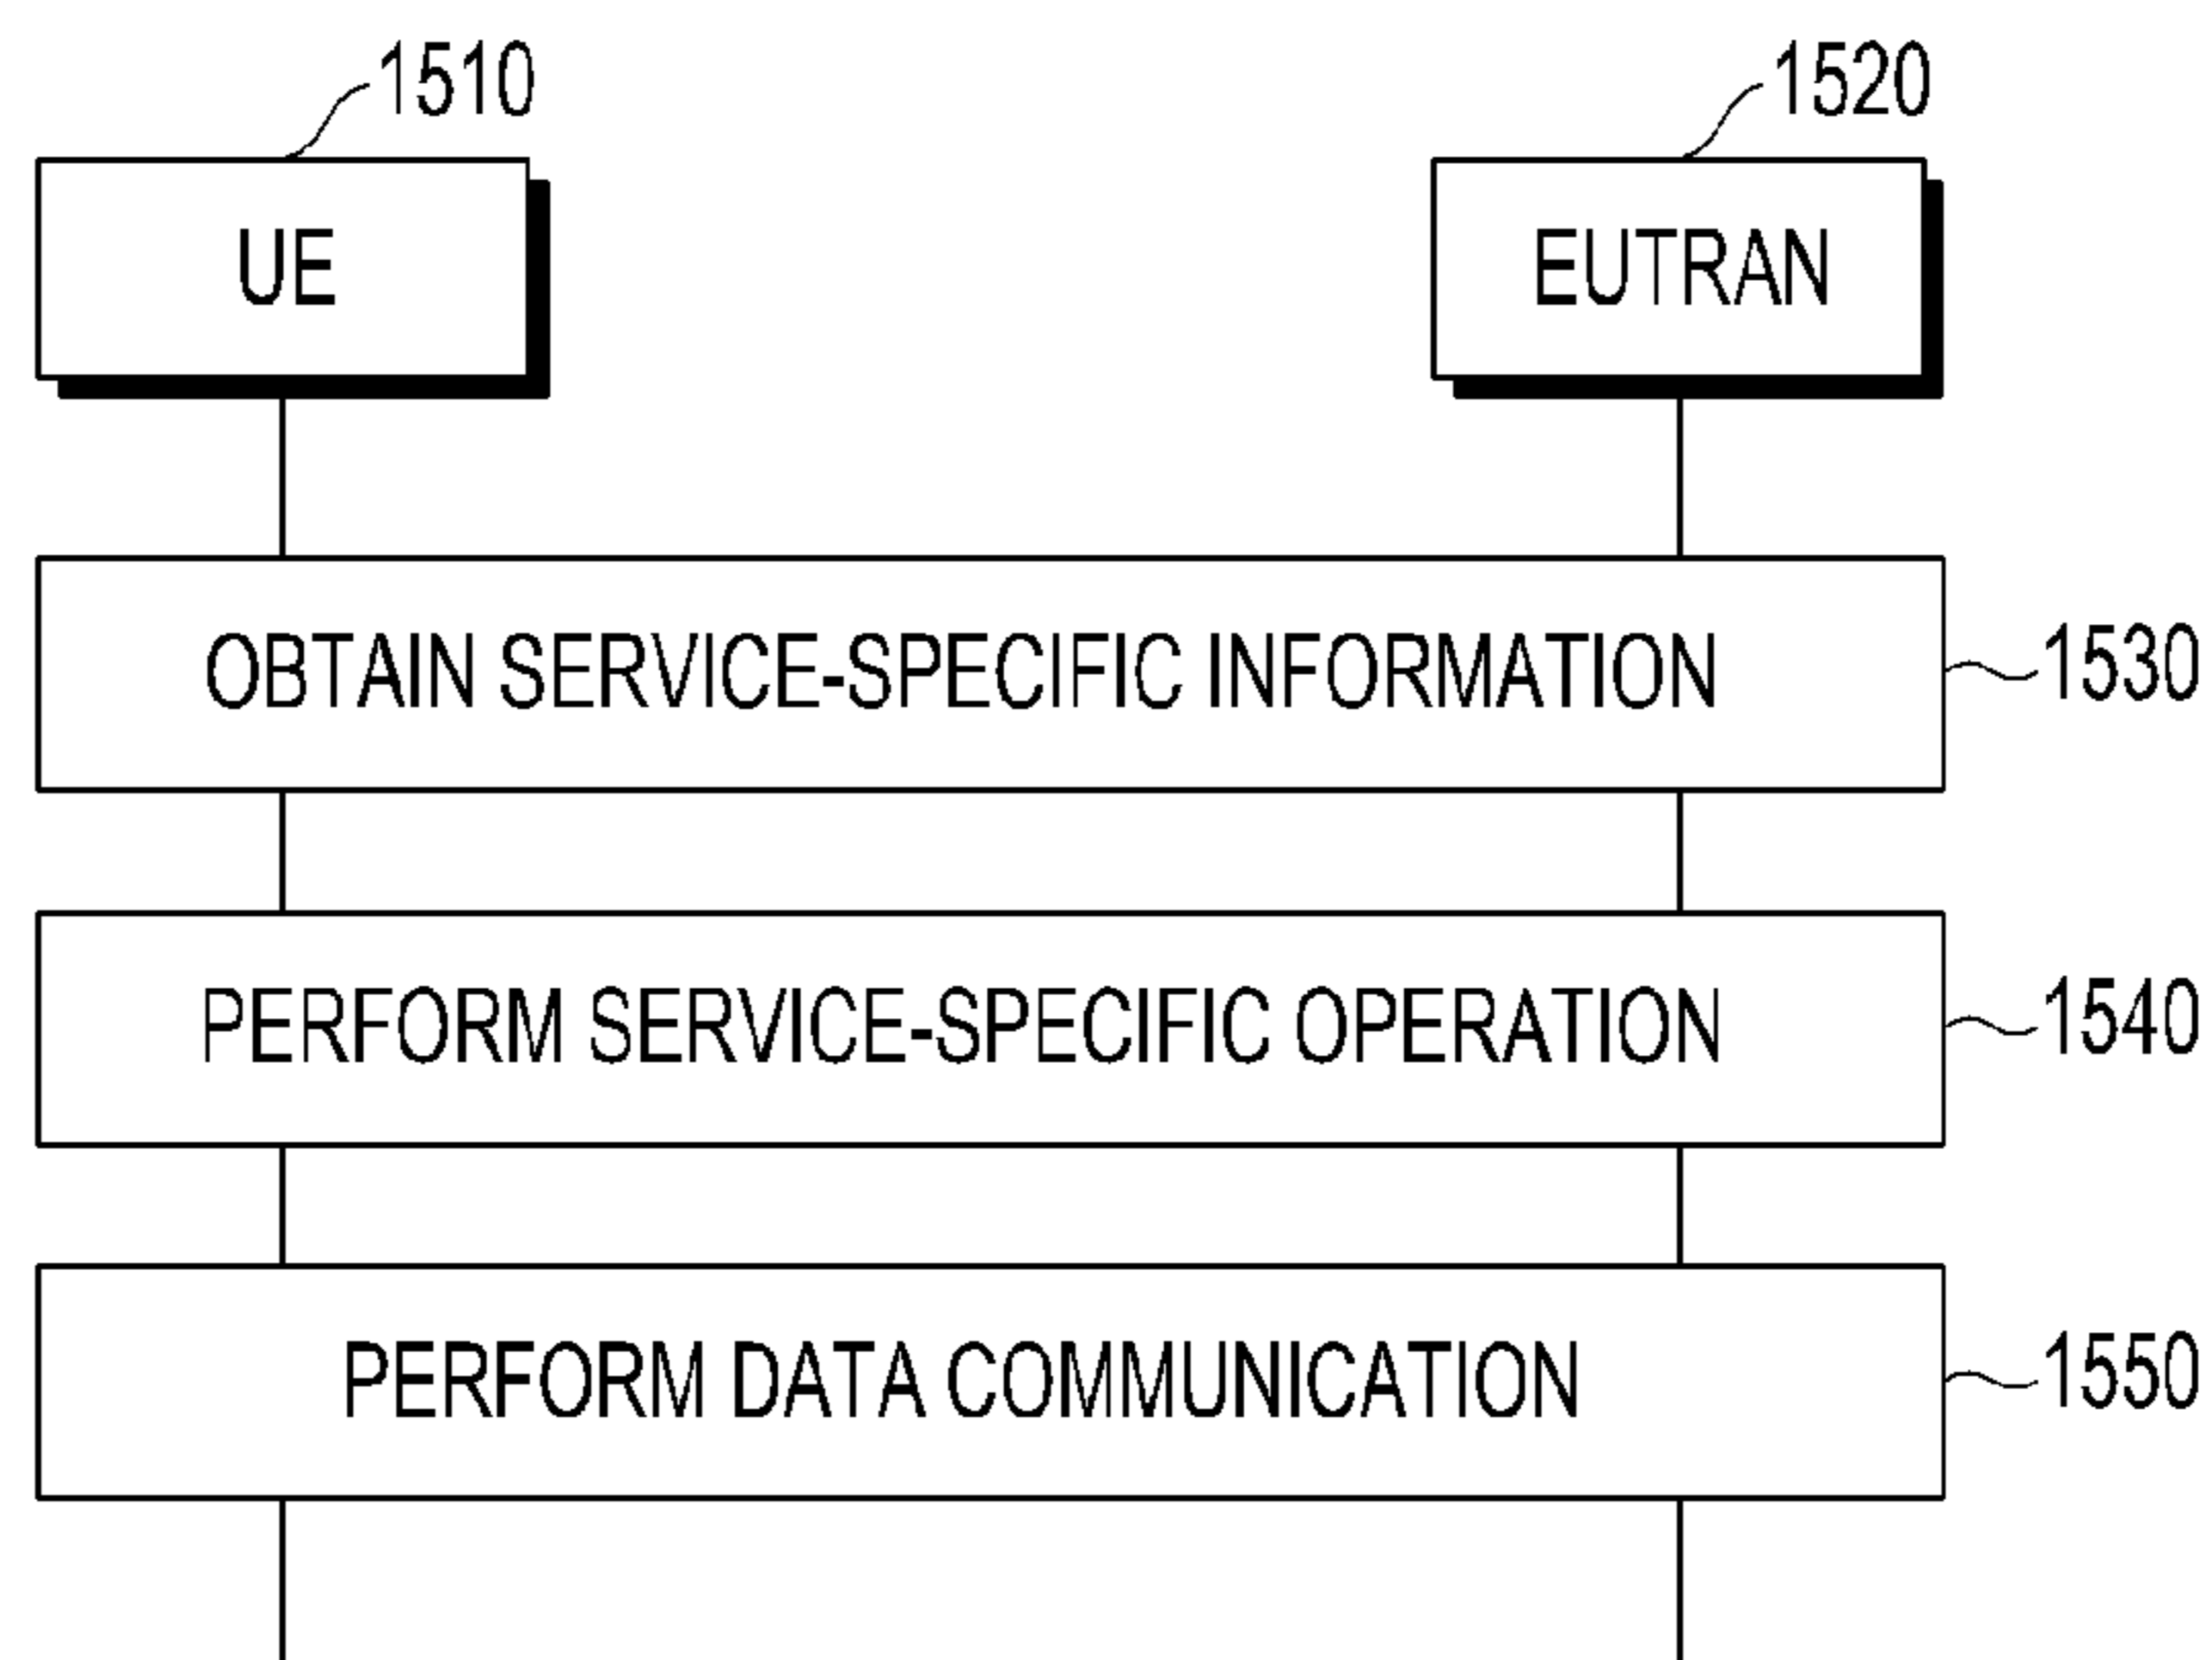 1510
1520
UE
EUTRAN
OBTAIN SERVICE-SPECIFIC INFORMATION
1530
PERFORM SERVICE-SPECIFIC OPERATION
1540
PERFORM DATA COMMUNICATION
1550